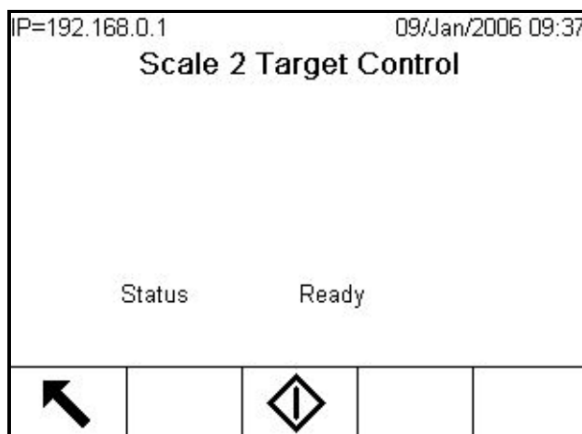 IP=192.168.0.1 09/Jan/2006 09:37
Scale 2 Target Control
Status Ready